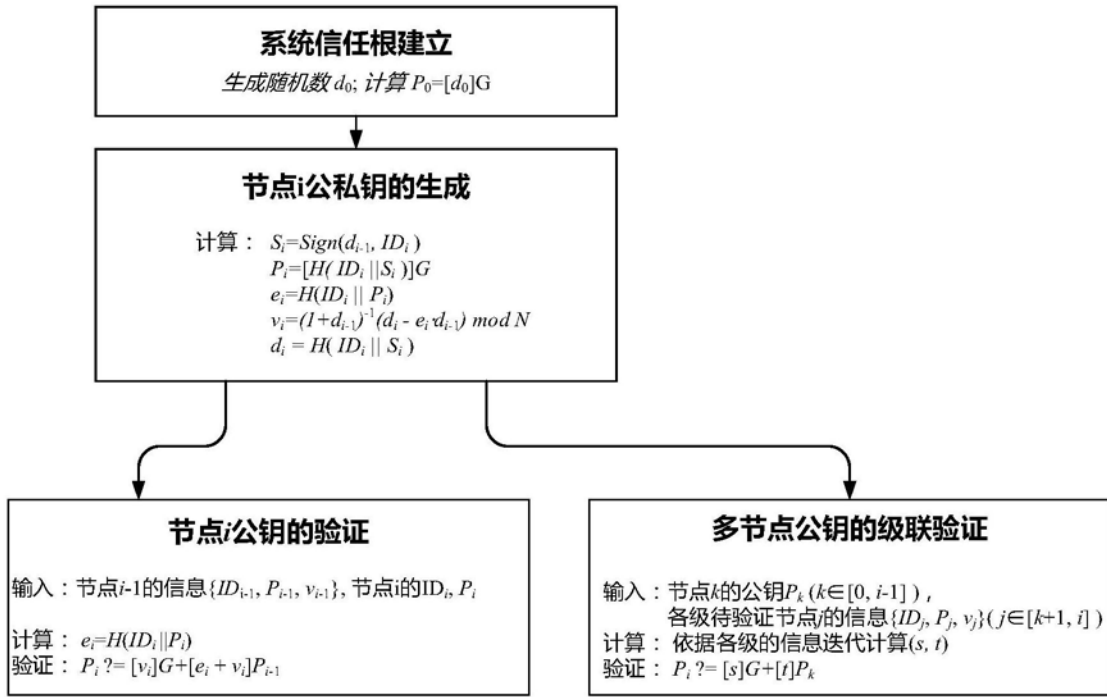 系统信任根建立
生成随机数 d₀; 计算 P₀=[d₀]G
节点i公私钥的生成
计算： Sᵢ=Sign(dᵢ₋₁, IDᵢ)
Pᵢ=[H( IDᵢ ||Sᵢ )]G
eᵢ=H(IDᵢ || Pᵢ)
vᵢ=(1+dᵢ₋₁)⁻¹(dᵢ - eᵢ·dᵢ₋₁) mod N
dᵢ = H( IDᵢ || Sᵢ )
节点i公钥的验证
输入：节点i-1的信息{IDᵢ₋₁, Pᵢ₋₁, vᵢ₋₁}, 节点i的IDᵢ, Pᵢ
计算： eᵢ=H(IDᵢ||Pᵢ)
验证： Pᵢ ?= [vᵢ]G+[eᵢ + vᵢ]Pᵢ₋₁
多节点公钥的级联验证
输入：节点k的公钥Pₖ (k∈[0, i-1] )，
各级待验证节点j的信息{IDⱼ, Pⱼ, vⱼ}( j∈[k+1, i] )
计算： 依据各级的信息迭代计算(s, t)
验证： Pᵢ ?= [s]G+[t]Pₖ